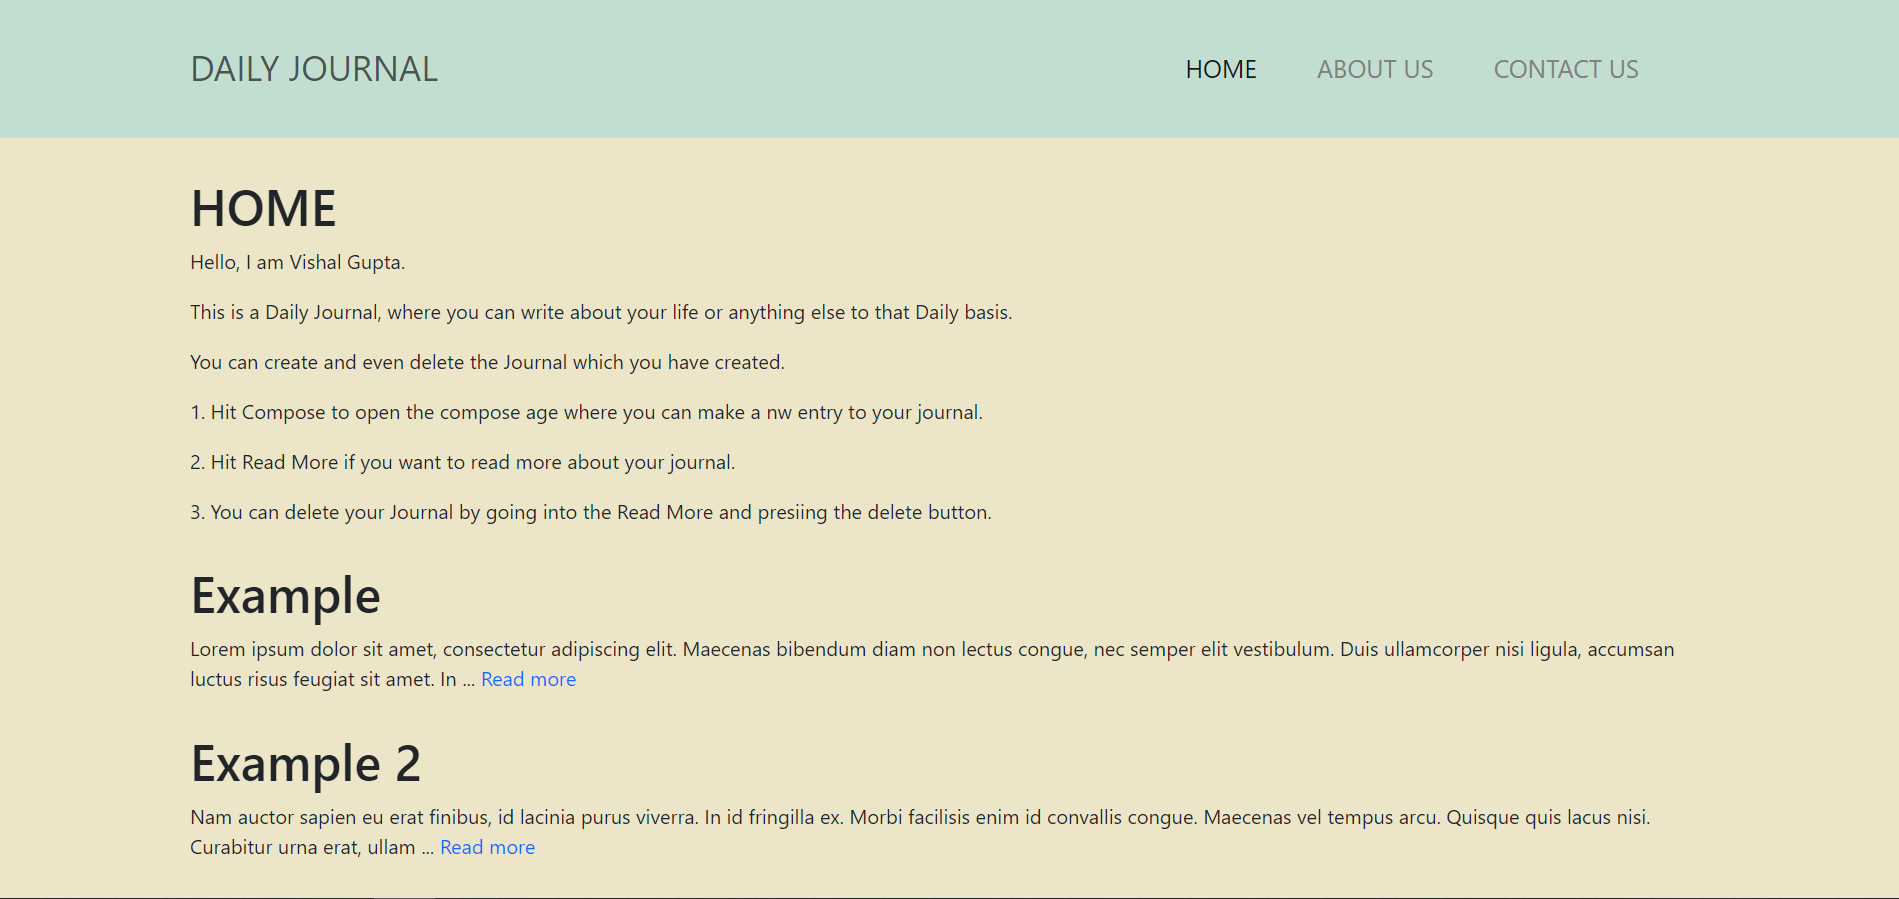 DAILY JOURNAL
HOME
ABOUT US
CONTACT US
HOME
Hello, I am Vishal Gupta.
This is a Daily Journal, where you can write about your life or anything else to that Daily basis.
You can create and even delete the Journal which you have created.
1. Hit Compose to open the compose age where you can make a nw entry to your journal.
2. Hit Read More if you want to read more about your journal.
3. You can delete your Journal by going into the Read More and presiing the delete button.
Example
Lorem ipsum dolor sit amet, consectetur adipiscing elit. Maecenas bibendum diam non lectus congue, nec semper elit vestibulum. Duis ullamcorper nisi ligula, accumsan
luctus risus feugiat sit amet. In ... Read more
Example 2
Nam auctor sapien eu erat finibus, id lacinia purus viverra. In id fringilla ex. Morbi facilisis enim id convallis congue. Maecenas vel tempus arcu. Quisque quis lacus nisi.
Curabitur urna erat, ullam ... Read more